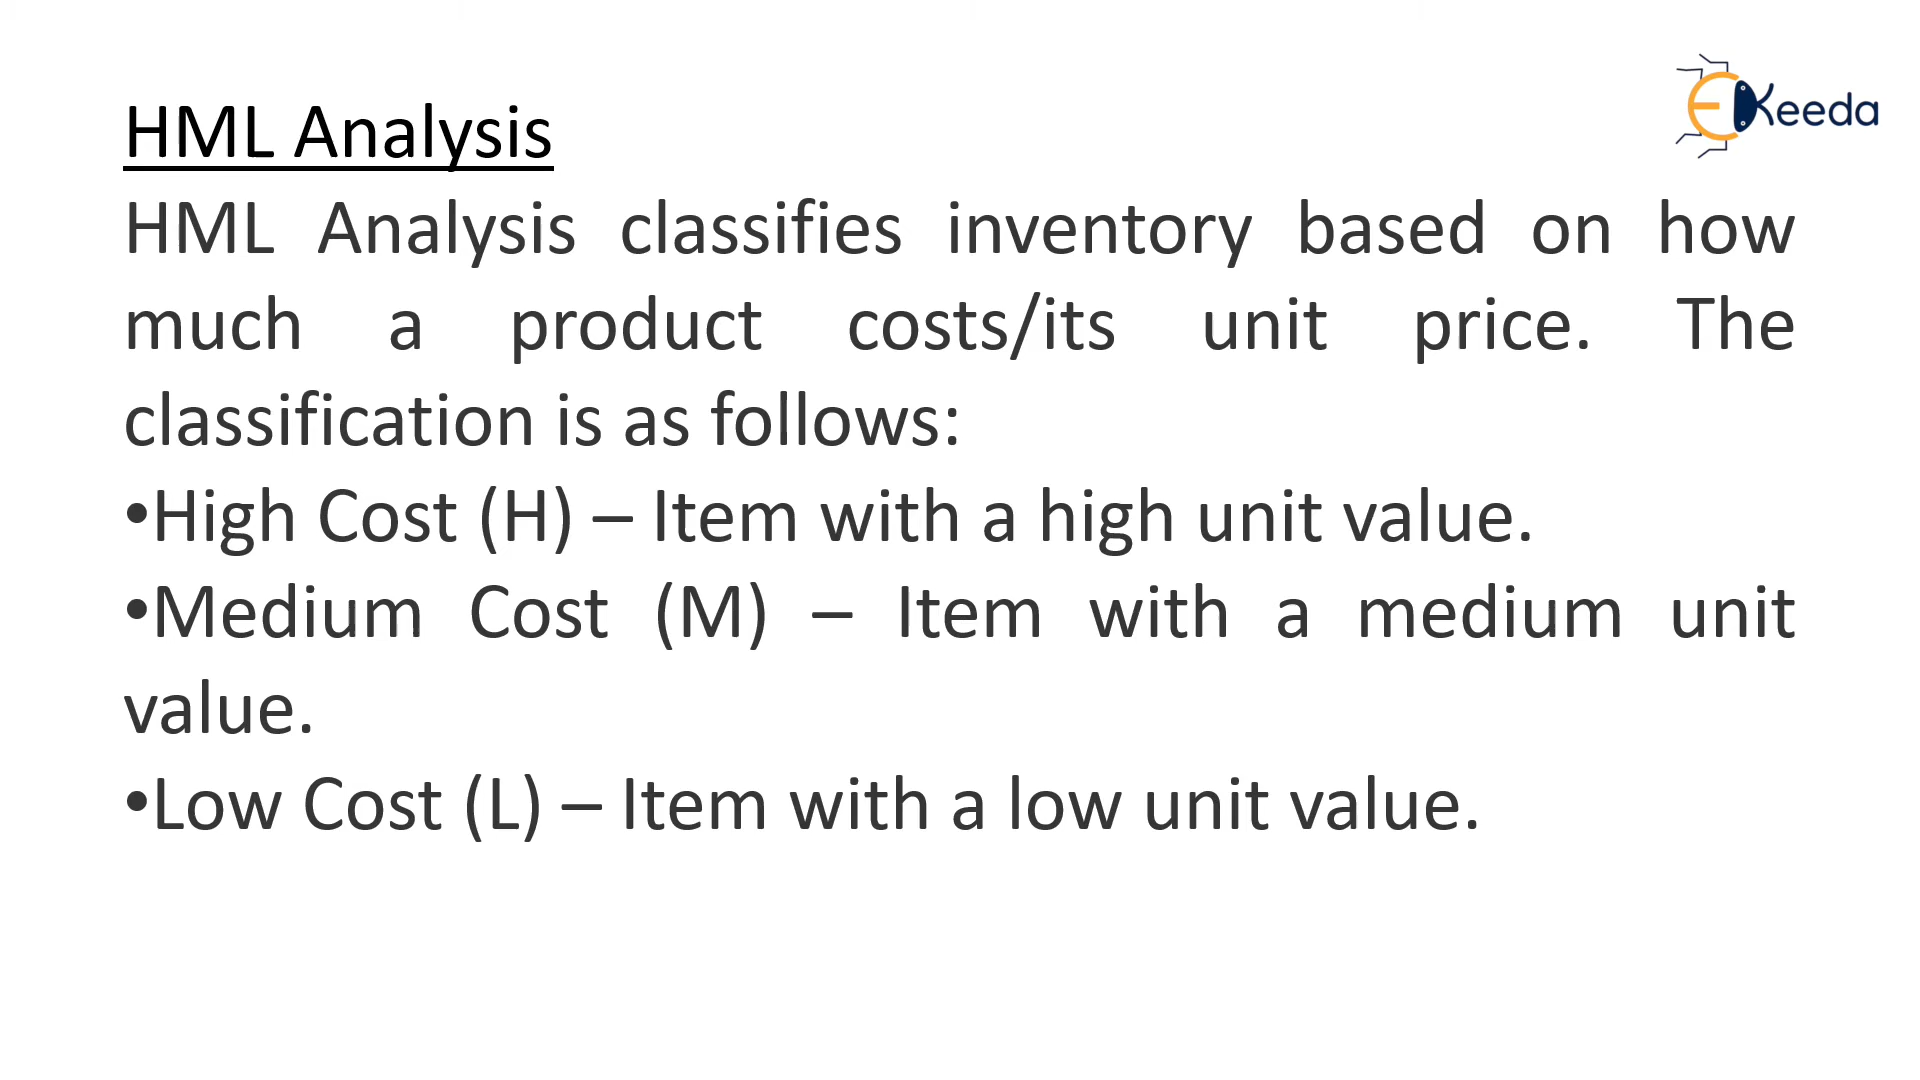 HML Analysis
EKeeda
HML Analysis classifies inventory based on how
much a product costs/its unit price. The
classification is as follows:
•High Cost (H) – Item with a high unit value.
•Medium Cost (M) – Item with a medium unit
value.
•Low Cost (L) – Item with a low unit value.